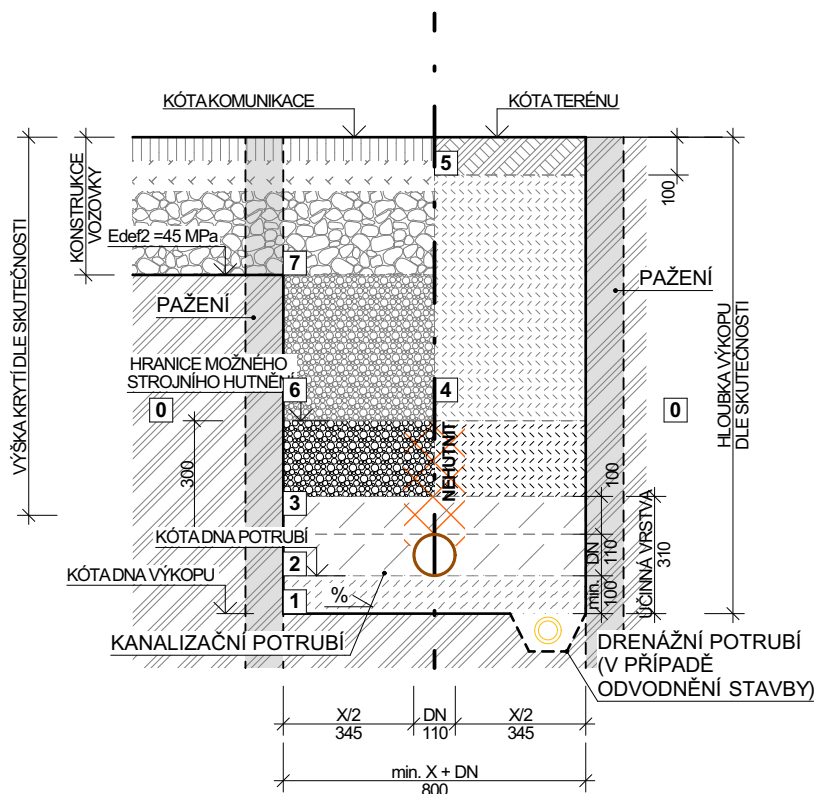 KÓTA KOMUNIKACE
KÓTA TERÉNU
5
100
KONSTRUKCE
VOZOVKY
Edef2 =45 MPa
7
PAŽENÍ
PAŽENÍ
VÝŠKA KRYTÍ DLE SKUTEČNOSTI
HLOUBKA VÝKOPU
DLE SKUTEČNOSTI
HRANICE MOŽNÉHO
STROJNÍHO HUTNĚNÍ
6
4
0
0
NEHUTNIT
300
100
3
KÓTA DNA POTRUBÍ
2
min. DN
100 110
ÚČINNÁ VRSTVA
310
KÓTA DNA VÝKOPU
1
%
KANALIZAČNÍ POTRUBÍ
DRENÁŽNÍ POTRUBÍ
(V PŘÍPADĚ
ODVODNĚNÍ STAVBY)
X/2 DN X/2
345 110 345
min. X + DN
800